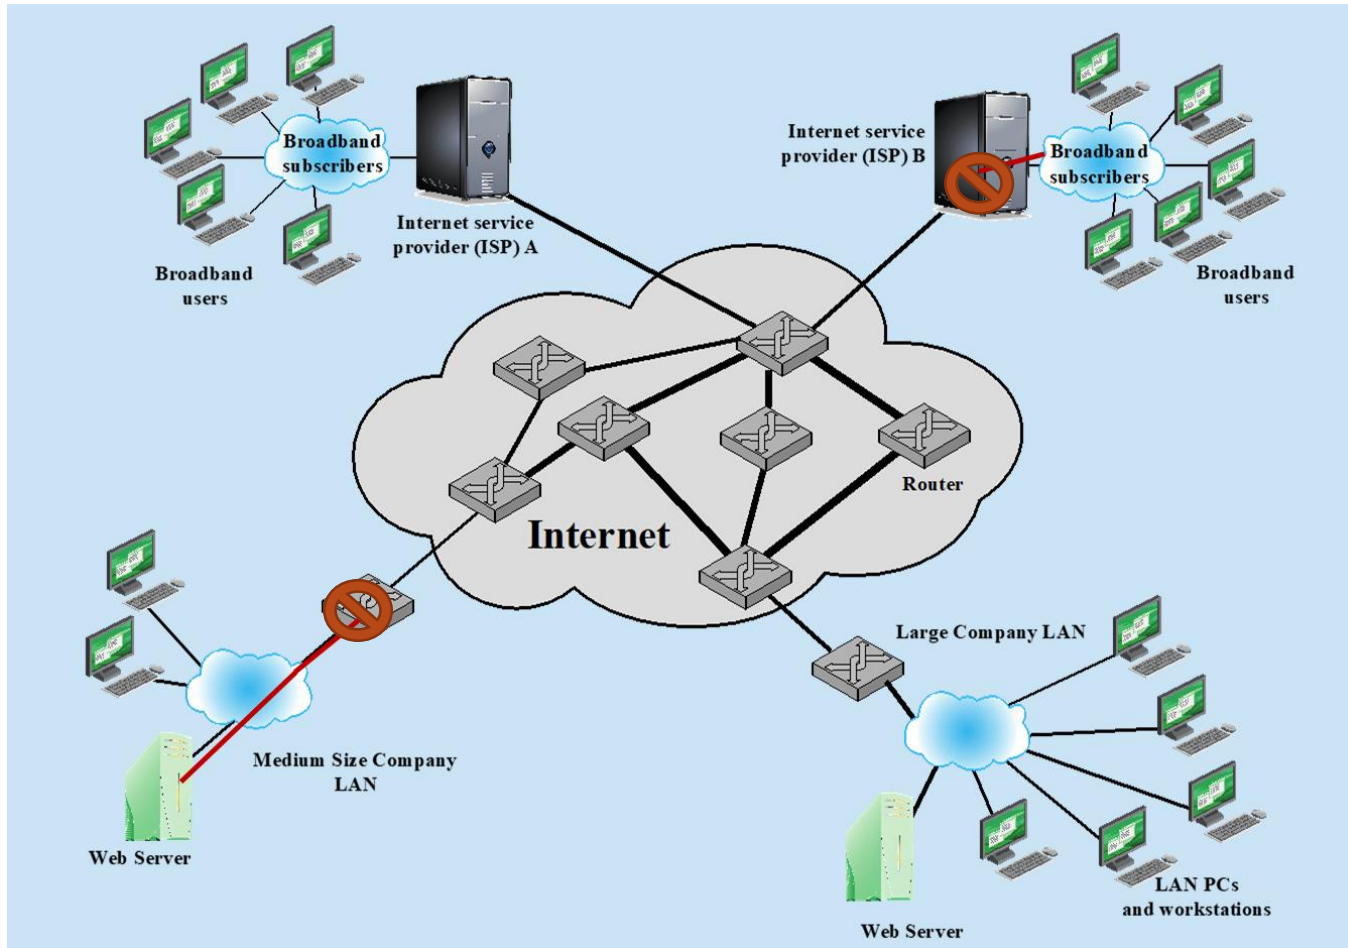 Broadband
subscribers
Internet service
provider (ISP) A
Broadband
users
Internet service
provider (ISP) B
Broadband
subscribers
Broadband
users
Router
Internet
Large Company LAN
Medium Size Company
LAN
Web Server
LAN PCs
and workstations
Web Server